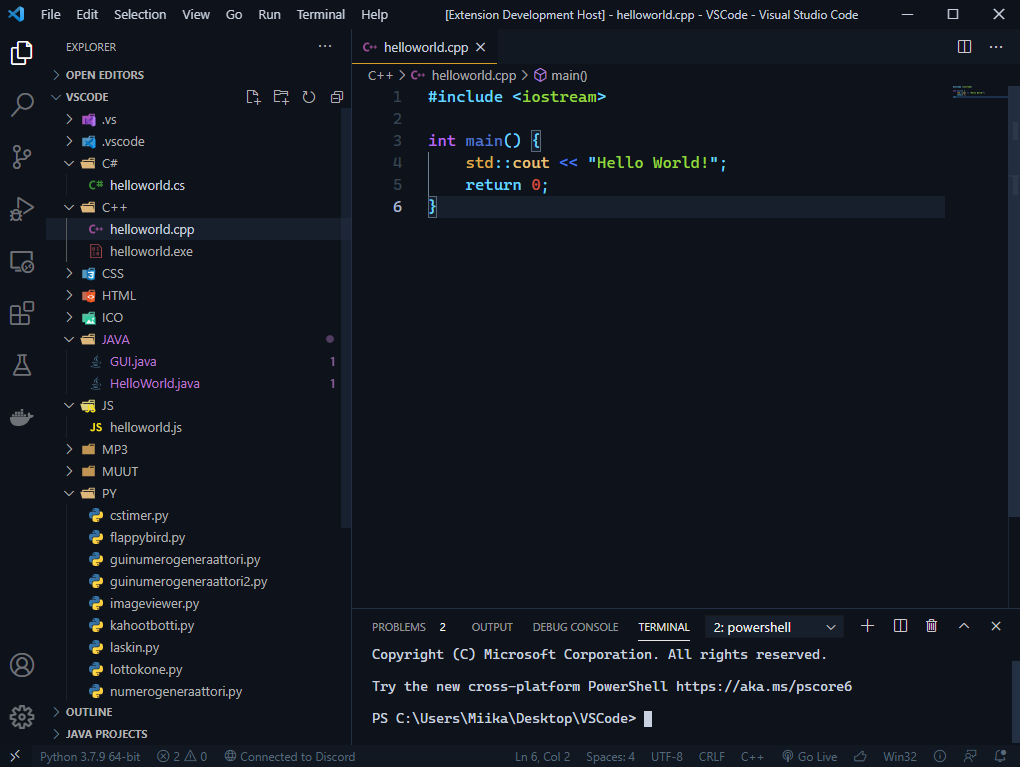 File Edit Selection View Go Run Terminal Help [Extension Development Host] - helloworld.cpp - VSCode - Visual Studio Code
EXPLORER
OPEN EDITORS
VSCODE
.vs
.vscode
C#
C# helloworld.cs
C++
C++ helloworld.cpp
helloworld.exe
CSS
HTML
ICO
JAVA
GUI.java 1
HelloWorld.java 1
JS
JS helloworld.js
MP3
MUUT
PY
cstimer.py
flappybird.py
guinumerogeneraattori.py
guinumerogeneraattori2.py
imageviewer.py
kahootbotti.py
laskin.py
lottokone.py
numerogeneraattori.py
OUTLINE
JAVA PROJECTS
C++ helloworld.cpp
C++ > C++ helloworld.cpp > main()
1 #include <iostream>
2
3 int main() {
4 std::cout << "Hello World!";
5 return 0;
6 }
PROBLEMS 2 OUTPUT DEBUG CONSOLE TERMINAL 2: powershell
Copyright (C) Microsoft Corporation. All rights reserved.
Try the new cross-platform PowerShell https://aka.ms/pscore6
PS C:\Users\Miika\Desktop\VSCode>
Python 3.7.9 64-bit 2 0 Connected to Discord Ln 6, Col 2 Spaces: 4 UTF-8 CRLF C++ Go Live Win32